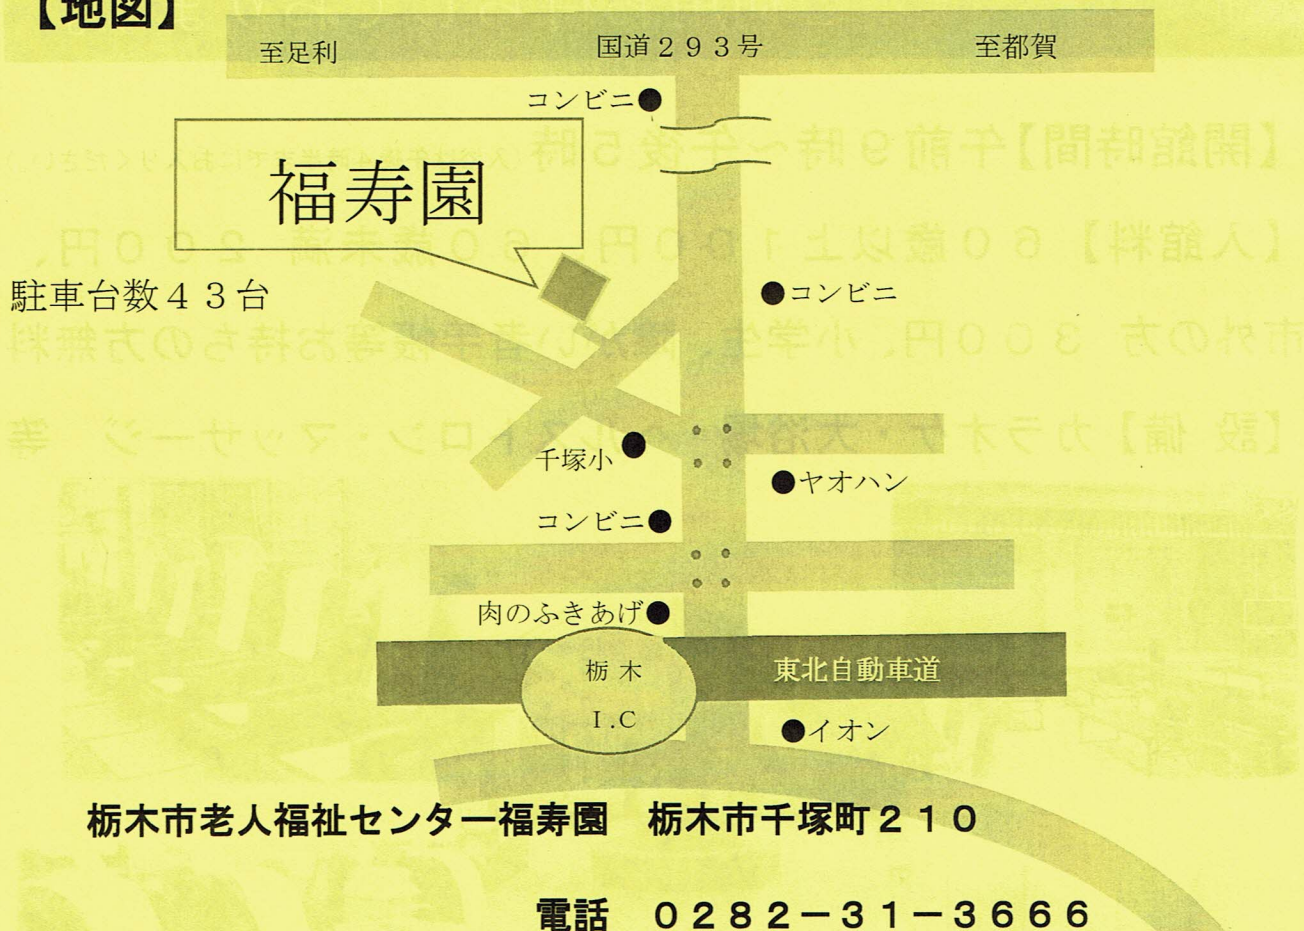 【地図】
至足利　国道２９３号　至都賀
コンビニ
福寿園
駐車台数４３台
コンビニ
千塚小
ヤオハン
コンビニ
肉のふきあげ
栃木
I.C
東北自動車道
イオン
栃木市老人福祉センター福寿園　栃木市千塚町２１０
電話　０２８２－３１－３６６６